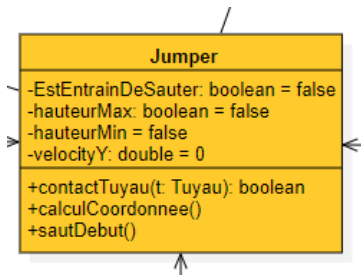 Jumper
-EstEntrainDeSauter: boolean = false
-hauteurMax: boolean = false
-hauteurMin = false
-velocityY: double = 0
+contactTuyau(t: Tuyau): boolean
+calculCoordonnee()
+sautDebut()